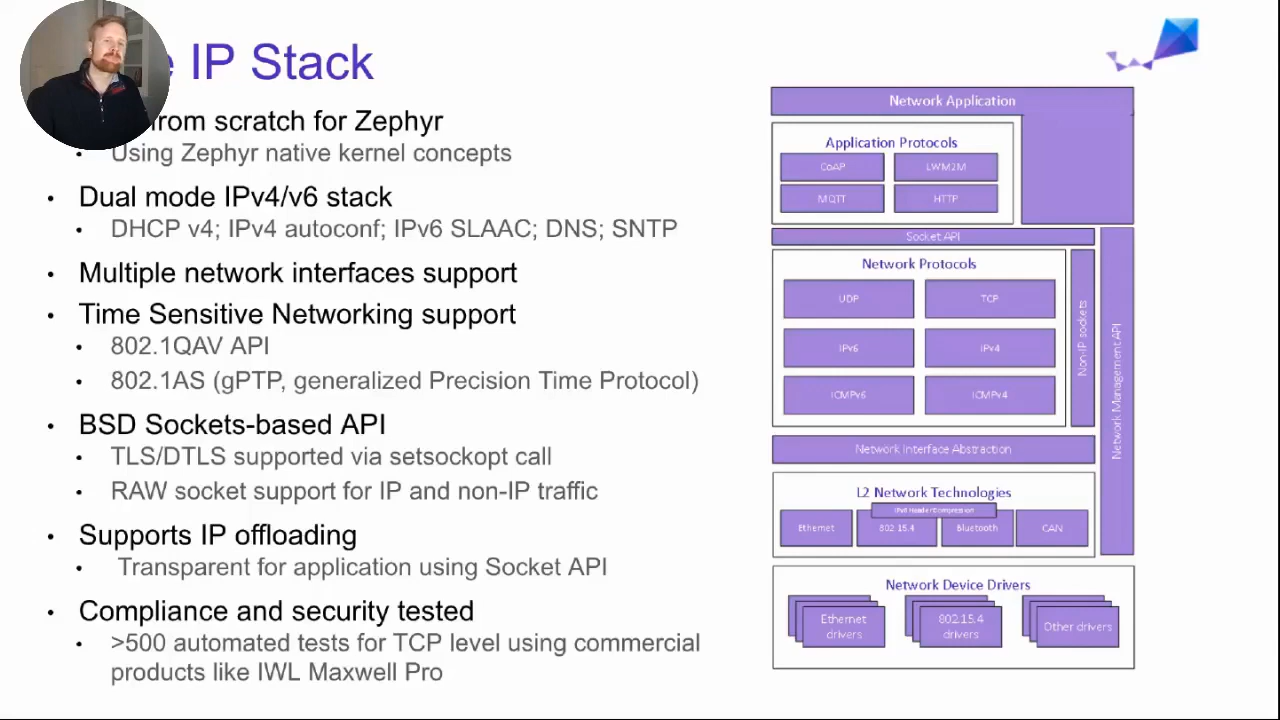 IP Stack
from scratch for Zephyr
Using Zephyr native kernel concepts
Dual mode IPv4/v6 stack
DHCP v4; IPv4 autoconf; IPv6 SLAAC; DNS; SNTP
Multiple network interfaces support
Time Sensitive Networking support
802.1QAV API
802.1AS (gPTP, generalized Precision Time Protocol)
BSD Sockets-based API
TLS/DTLS supported via setsockopt call
RAW socket support for IP and non-IP traffic
Supports IP offloading
Transparent for application using Socket API
Compliance and security tested
>500 automated tests for TCP level using commercial
products like IWL Maxwell Pro
Network Application
Application Protocols
CoAP
LWM2M
MQTT
HTTP
Socket API
Network Protocols
UDP
TCP
IPv6
IPv4
ICMPv6
ICMPv4
Non-IP sockets
Network Management API
Network Interface Abstraction
L2 Network Technologies
IPv6 Header Compression
Ethernet
802.15.4
Bluetooth
CAN
Network Device Drivers
Ethernet
drivers
802.15.4
drivers
Other drivers